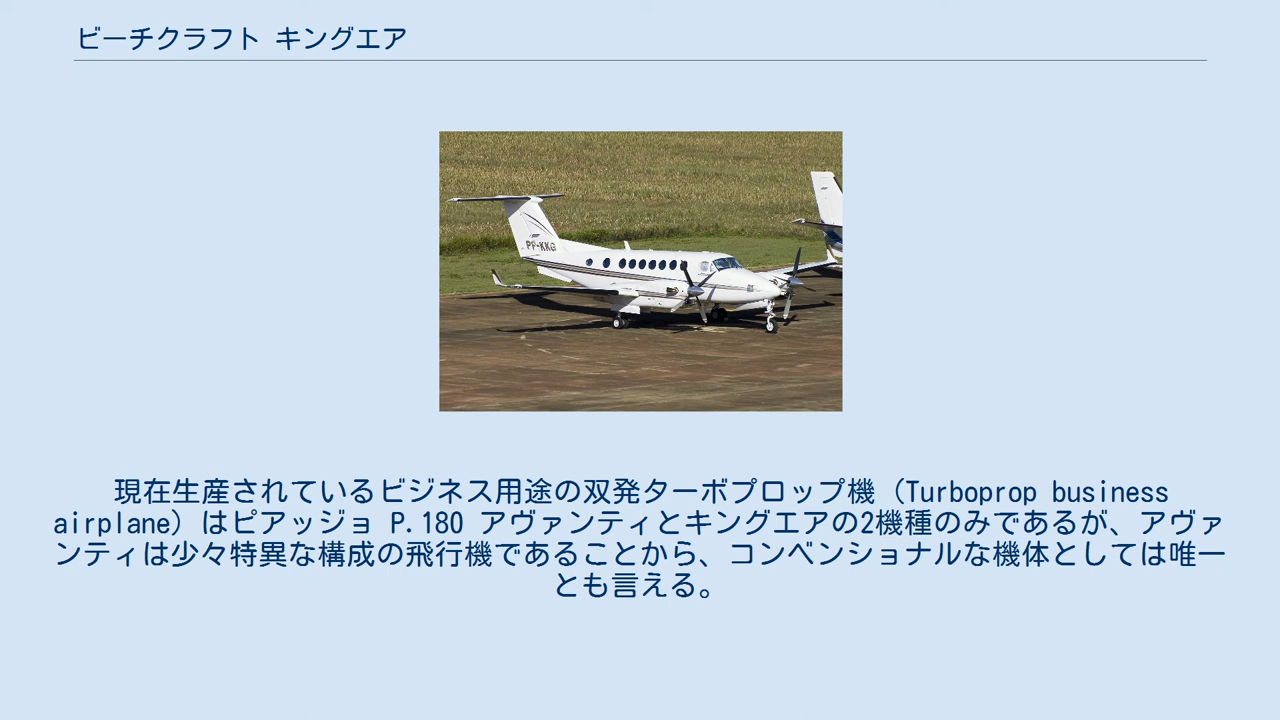 ビーチクラフト キングエア
PP-KKG
現在生産されているビジネス用途の双発ターボプロップ機（Turboprop business
airplane）はピアッジョ P.180 アヴァンティとキングエアの2機種のみであるが、アヴァ
ンティは少々特異な構成の飛行機であることから、コンベンショナルな機体としては唯一
とも言える。